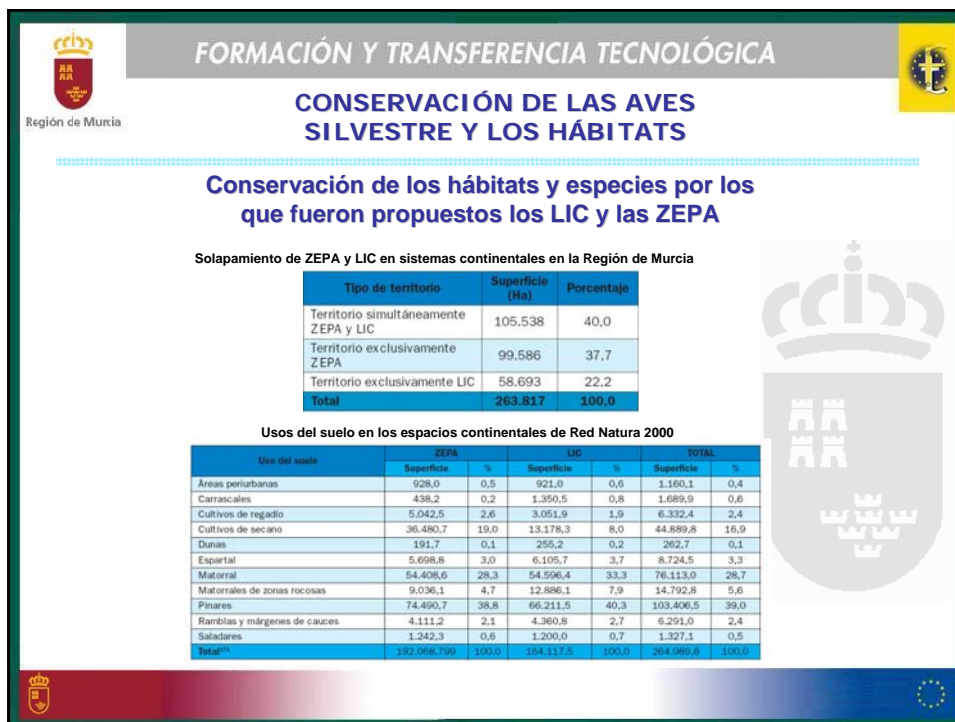 FORMACIÓN Y TRANSFERENCIA TECNOLÓGICA
Región de Murcia
CONSERVACIÓN DE LAS AVES
SILVESTRE Y LOS HÁBITATS
Conservación de los hábitats y especies por los
que fueron propuestos los LIC y las ZEPA
Solapamiento de ZEPA y LIC en sistemas continentales en la Región de Murcia
Tipo de territorio Superficie (Ha) Porcentaje
Territorio simultáneamente ZEPA y LIC 105.538 40,0
Territorio exclusivamente ZEPA 99.586 37,7
Territorio exclusivamente LIC 58.693 22,2
Total 263.817 100,0
Usos del suelo en los espacios continentales de Red Natura 2000
Uso del suelo ZEPA LIC TOTAL
Superficie % Superficie % Superficie %
Áreas periurbanas 928,0 0,5 921,0 0,6 1.160,1 0,4
Carrascales 438,2 0,2 1.350,5 0,8 1.689,9 0,6
Cultivos de regadío 5.042,5 2,6 3.051,9 1,9 6.332,4 2,4
Cultivos de secano 36.480,7 19,0 13.178,3 8,0 44.889,8 16,9
Dunas 191,7 0,1 255,2 0,2 262,7 0,1
Espartal 5.698,8 3,0 6.105,7 3,7 8.724,5 3,3
Matorral 54.408,6 28,3 54.596,4 33,3 76.113,0 28,7
Matorrales de zonas rocosas 9.036,1 4,7 12.886,1 7,9 14.792,8 5,6
Pinares 74.490,7 38,8 66.211,5 40,3 103.406,5 39,0
Ramblas y márgenes de cauces 4.111,2 2,1 4.360,8 2,7 6.291,0 2,4
Saladares 1.242,3 0,6 1.200,0 0,7 1.327,1 0,5
Total 192.068,799 100,0 164.117,5 100,0 264.989,8 100,0